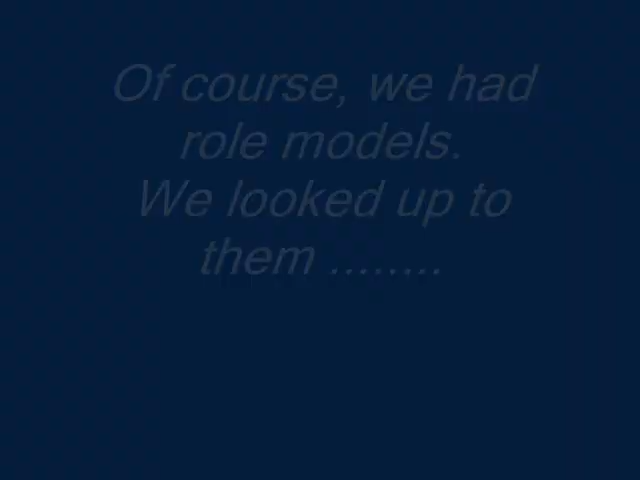 Of course, we had
role models.
We looked up to
them ........